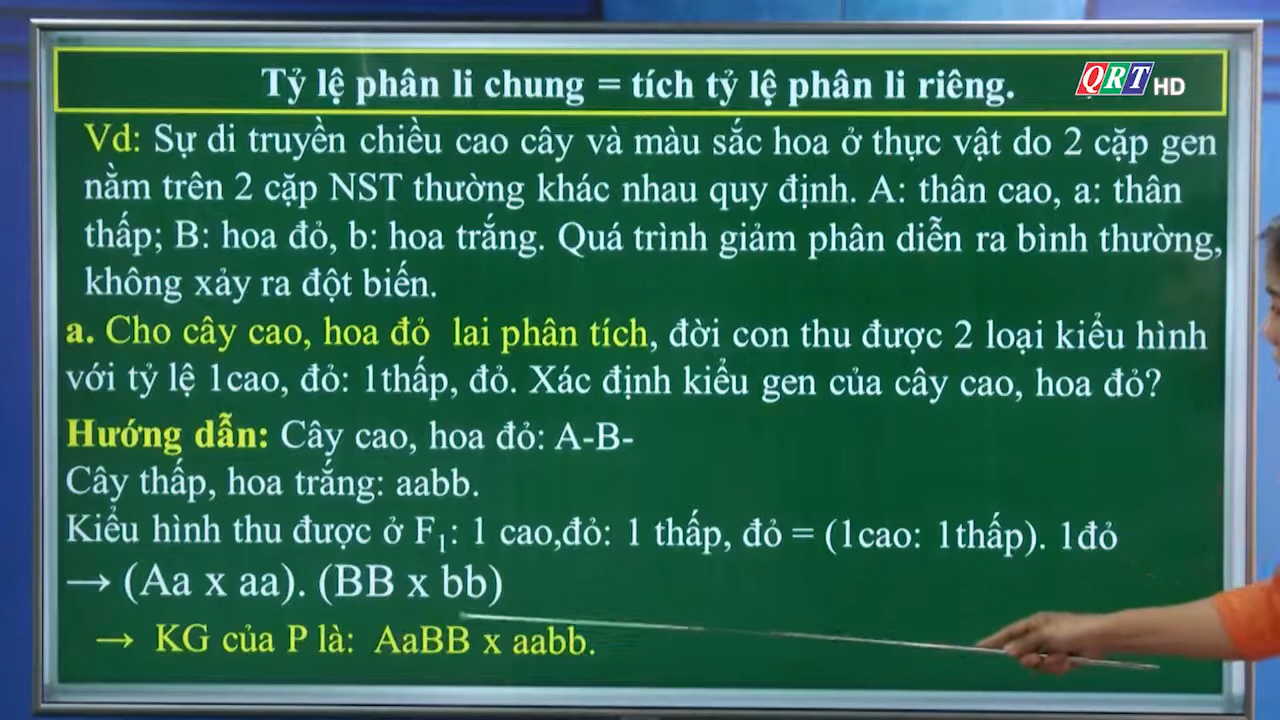 Tỷ lệ phân li chung = tích tỷ lệ phân li riêng.
QRT HD
Vd: Sự di truyền chiều cao cây và màu sắc hoa ở thực vật do 2 cặp gen
nằm trên 2 cặp NST thường khác nhau quy định. A: thân cao, a: thân
thấp; B: hoa đỏ, b: hoa trắng. Quá trình giảm phân diễn ra bình thường,
không xảy ra đột biến.
a. Cho cây cao, hoa đỏ lai phân tích, đời con thu được 2 loại kiểu hình
với tỷ lệ 1cao, đỏ: 1thấp, đỏ. Xác định kiểu gen của cây cao, hoa đỏ?
Hướng dẫn: Cây cao, hoa đỏ: A-B-
Cây thấp, hoa trắng: aabb.
Kiểu hình thu được ở F₁: 1 cao,đỏ: 1 thấp, đỏ = (1cao: 1thấp). 1đỏ
→ (Aa x aa). (BB x bb)
→ KG của P là: AaBB x aabb.